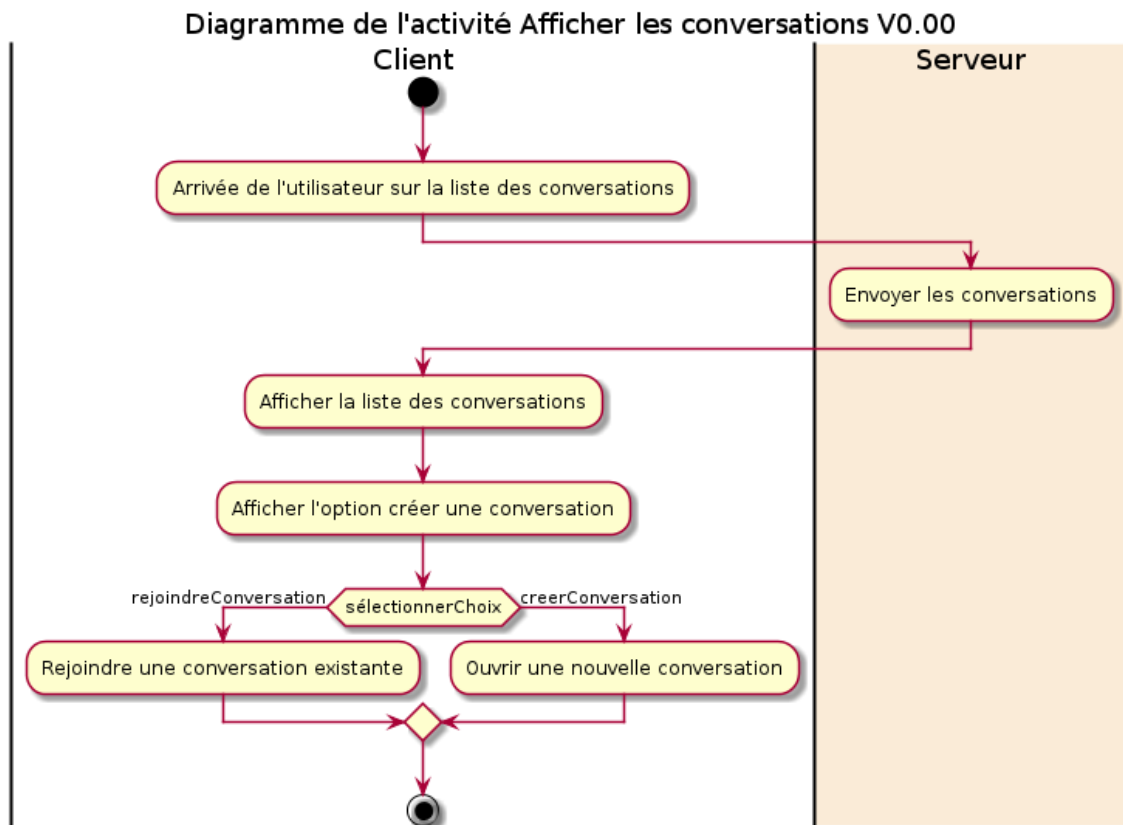 Diagramme de l'activité Afficher les conversations V0.00
Client
Serveur
Arrivée de l'utilisateur sur la liste des conversations
Envoyer les conversations
Afficher la liste des conversations
Afficher l'option créer une conversation
rejoindreConversation
sélectionnerChoix
creerConversation
Rejoindre une conversation existante
Ouvrir une nouvelle conversation